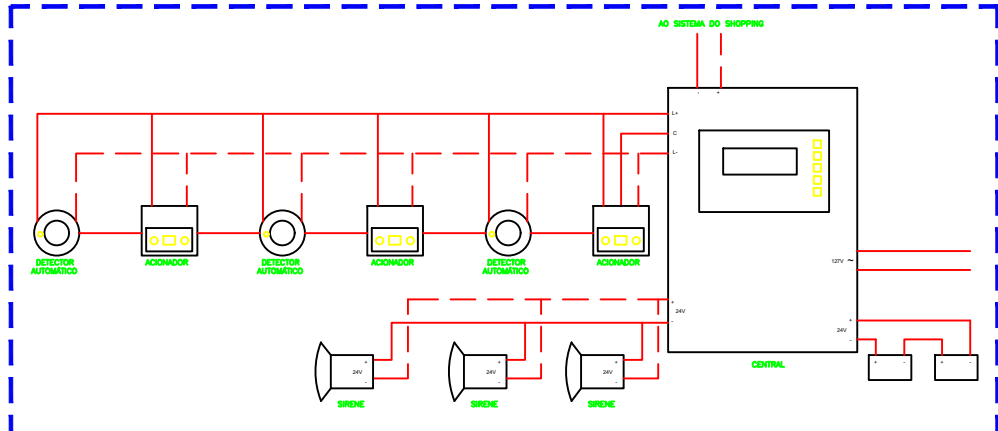 AO SISTEMA DO SHOPPING
- +
L+
C
L-
DETECTOR
AUTOMÁTICO
ACIONADOR
DETECTOR
AUTOMÁTICO
ACIONADOR
DETECTOR
AUTOMÁTICO
ACIONADOR
127V ~
+
24V
-
+
24V
-
+
24V
-
+
24V
-
+
24V
-
+ -
+ -
CENTRAL
SIRENE
SIRENE
SIRENE